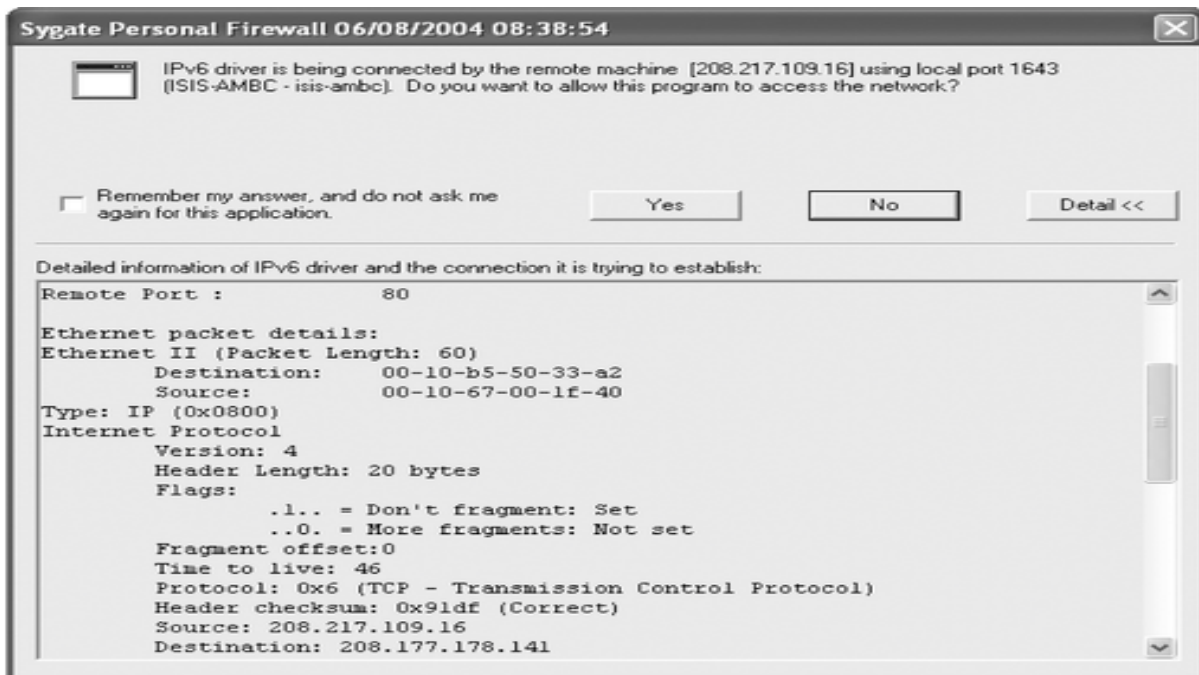 Sygate Personal Firewall 06/08/2004 08:38:54
IPv6 driver is being connected by the remote machine [208.217.109.16] using local port 1643
(ISIS-AMBC - isis-ambc). Do you want to allow this program to access the network?
Remember my answer, and do not ask me
again for this application.
Yes
No
Detail <<
Detailed information of IPv6 driver and the connection it is trying to establish:
Remote Port : 80
Ethernet packet details:
Ethernet II (Packet Length: 60)
Destination: 00-10-b5-50-33-a2
Source: 00-10-67-00-1f-40
Type: IP (0x0800)
Internet Protocol
Version: 4
Header Length: 20 bytes
Flags:
.1.. = Don't fragment: Set
..0. = More fragments: Not set
Fragment offset:0
Time to live: 46
Protocol: 0x6 (TCP - Transmission Control Protocol)
Header checksum: 0x91df (Correct)
Source: 208.217.109.16
Destination: 208.177.178.141